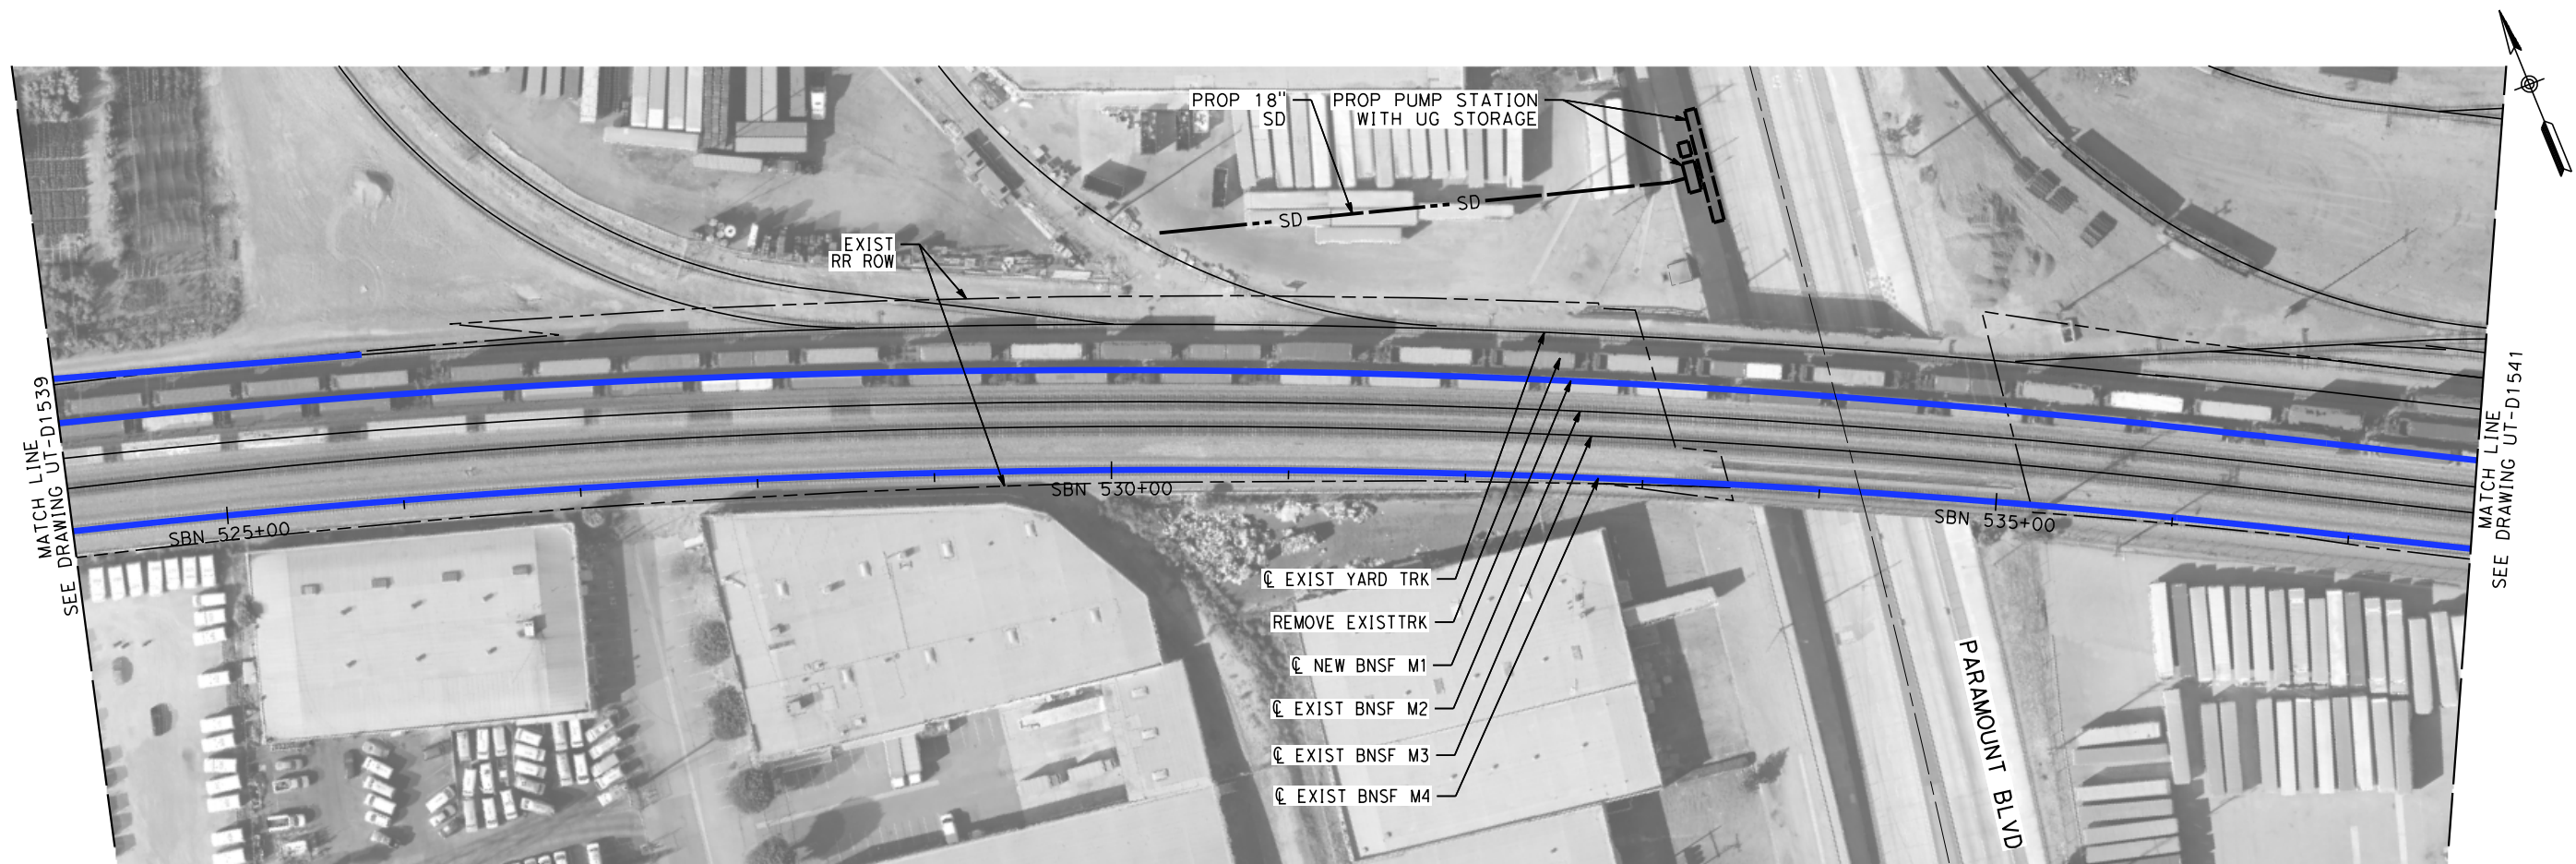 PROP 18"
SD
PROP PUMP STATION
WITH UG STORAGE
SD
SD
EXIST
RR ROW
MATCH LINE
SEE DRAWING UT-D1539
MATCH LINE
SEE DRAWING UT-D1541
SBN 525+00
SBN 530+00
SBN 535+00
℄ EXIST YARD TRK
REMOVE EXISTTRK
℄ NEW BNSF M1
℄ EXIST BNSF M2
℄ EXIST BNSF M3
℄ EXIST BNSF M4
PARAMOUNT BLVD